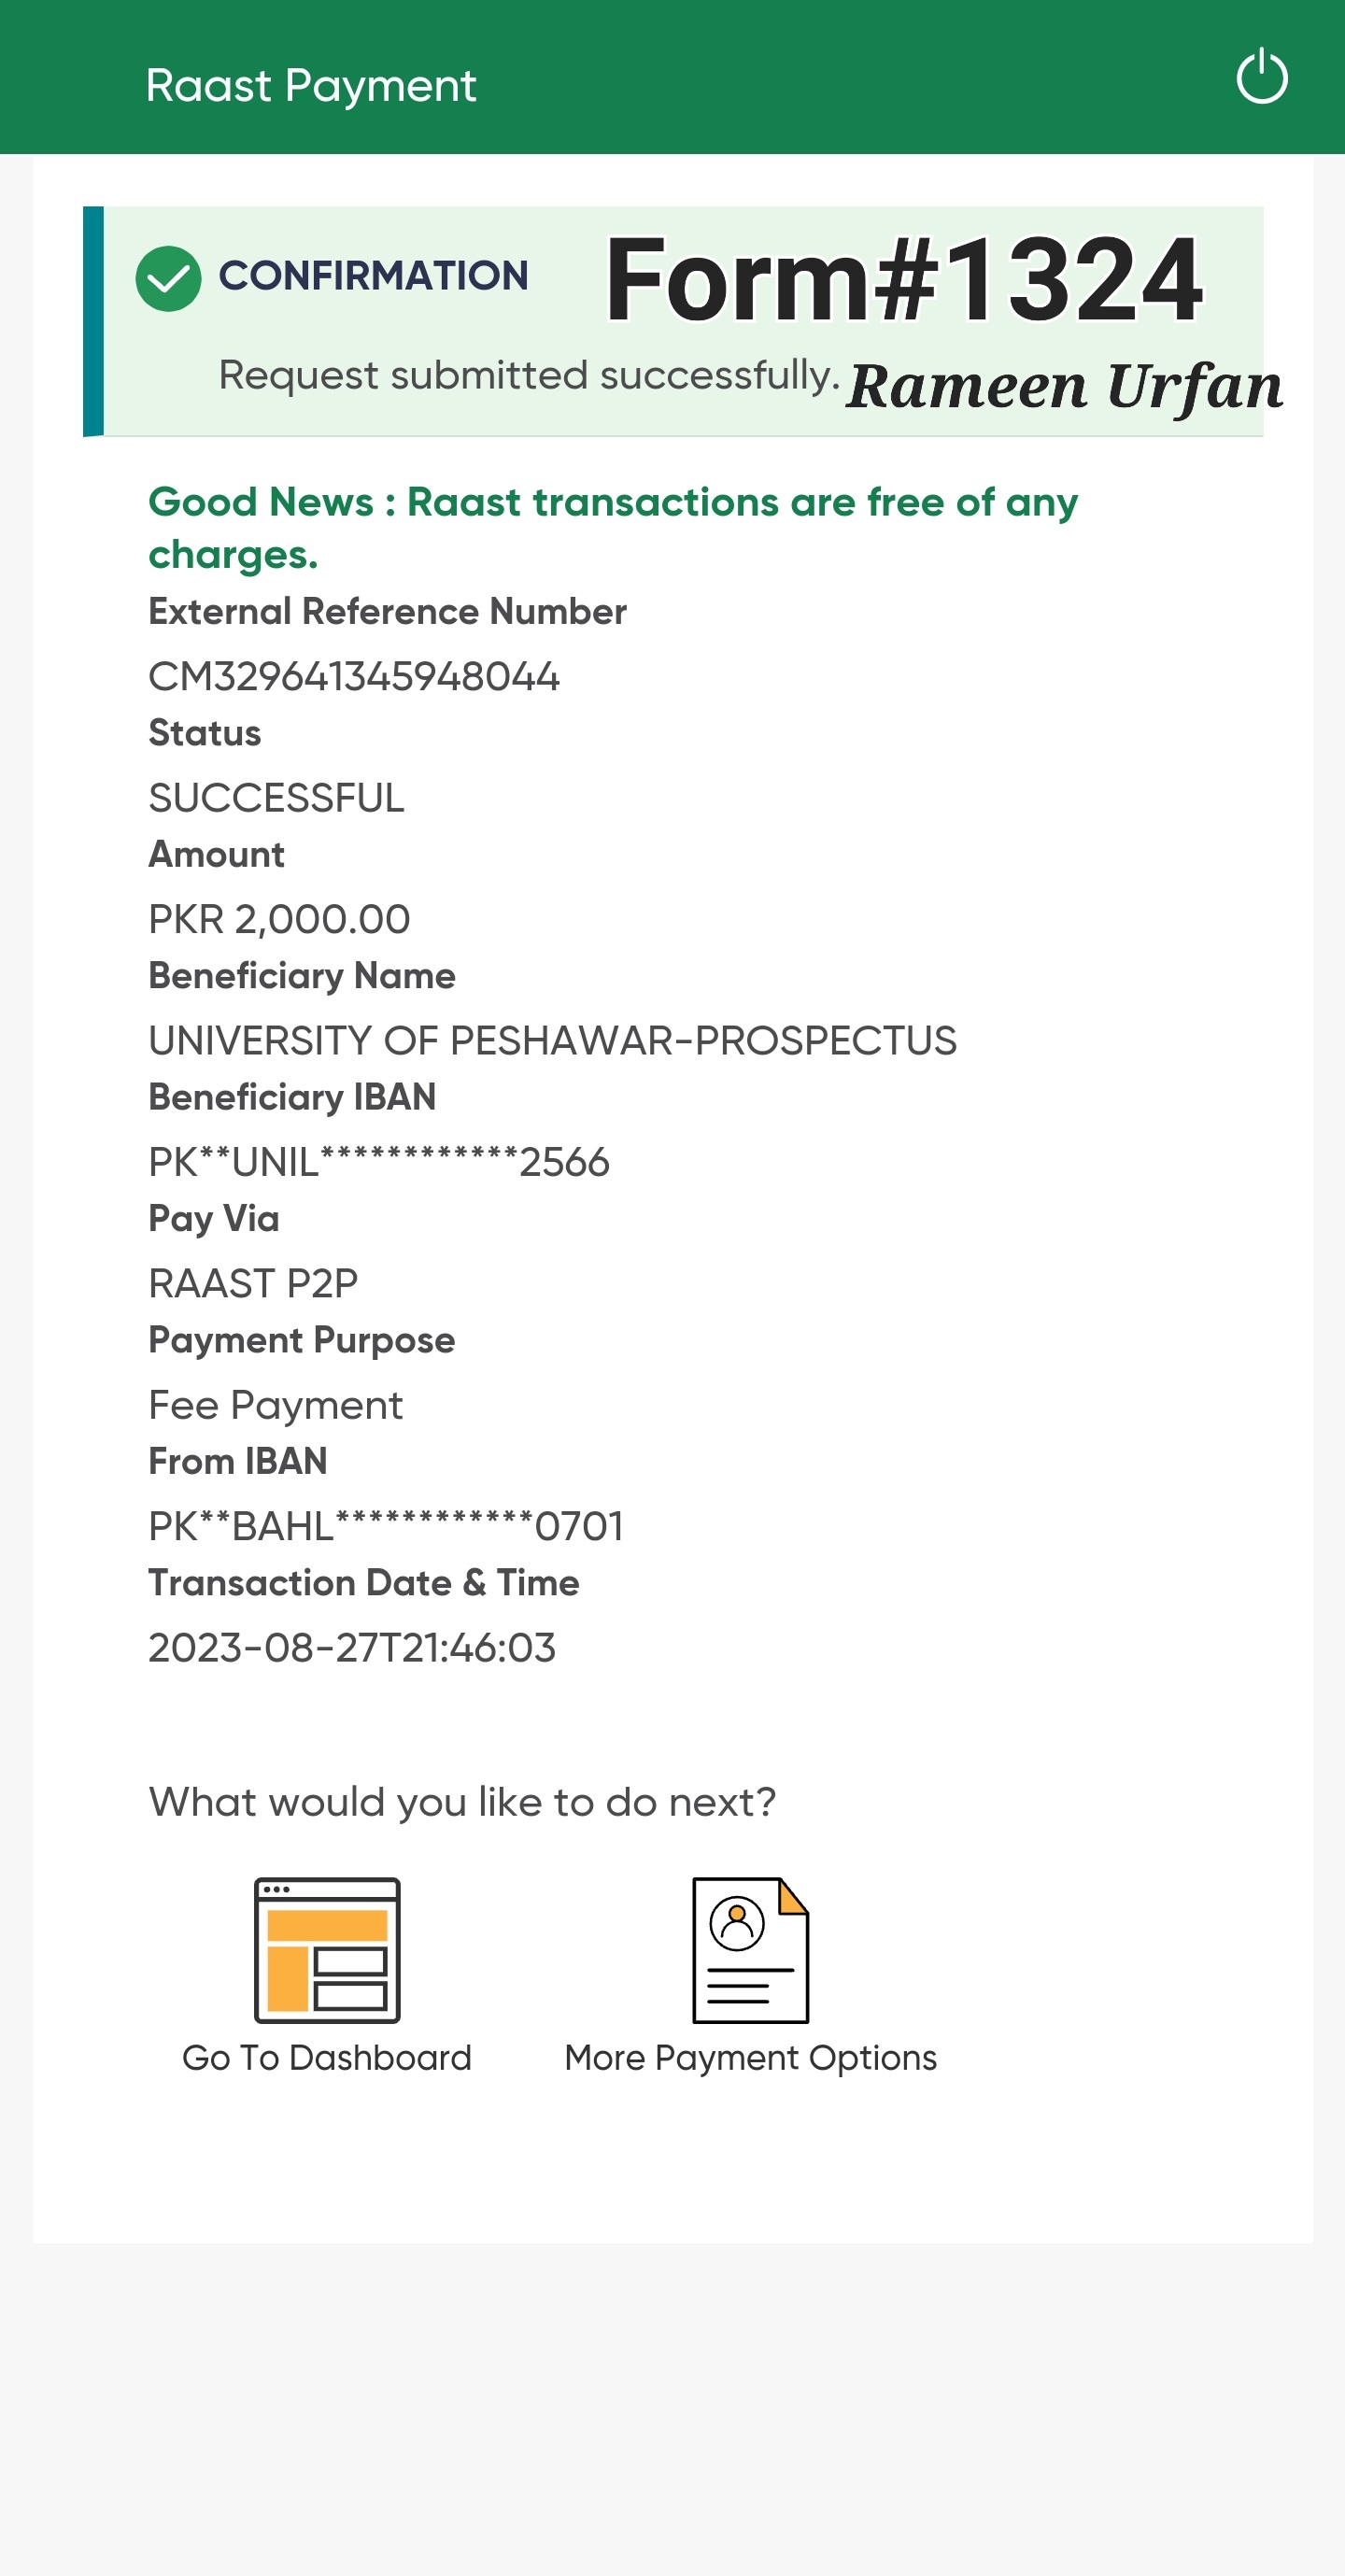 Raast Payment
CONFIRMATION
Form#1324
Request submitted successfully.
Rameen Urfan
Good News : Raast transactions are free of any
charges.
External Reference Number
CM329641345948044
Status
SUCCESSFUL
Amount
PKR 2,000.00
Beneficiary Name
UNIVERSITY OF PESHAWAR-PROSPECTUS
Beneficiary IBAN
PK**UNIL************2566
Pay Via
RAAST P2P
Payment Purpose
Fee Payment
From IBAN
PK**BAHL************0701
Transaction Date & Time
2023-08-27T21:46:03
What would you like to do next?
Go To Dashboard
More Payment Options